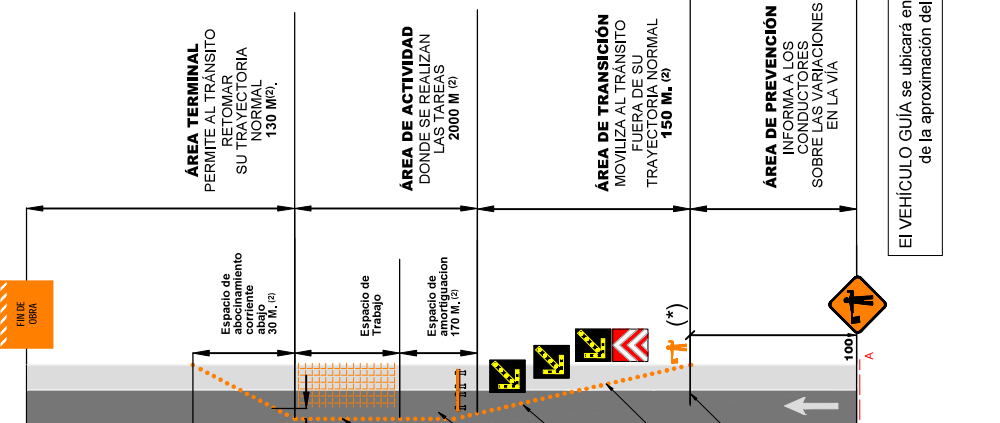 ÁREA TERMINAL
PERMITE AL TRÁNSITO
RETOMAR
SU TRAYECTORIA
NORMAL
130 M(2).
ÁREA DE ACTIVIDAD
DONDE SE REALIZAN
LAS TAREAS
2000 M (2)
ÁREA DE TRANSICIÓN
MOVILIZA AL TRÁNSITO
FUERA DE SU
TRAYECTORIA NORMAL
150 M. (2)
ÁREA DE PREVENCIÓN
INFORMA A LOS
CONDUCTORES
SOBRE LAS VARIACIONES
EN LA VÍA
El VEHÍCULO GUÍA se ubicará en
de la aproximación del
FIN DE
OBRA
Espacio de
abocinamiento
corriente
abajo
30 M. (2)
Espacio de
Trabajo
Espacio de
amortiguacion
170 M. (2)
(*)
100
A